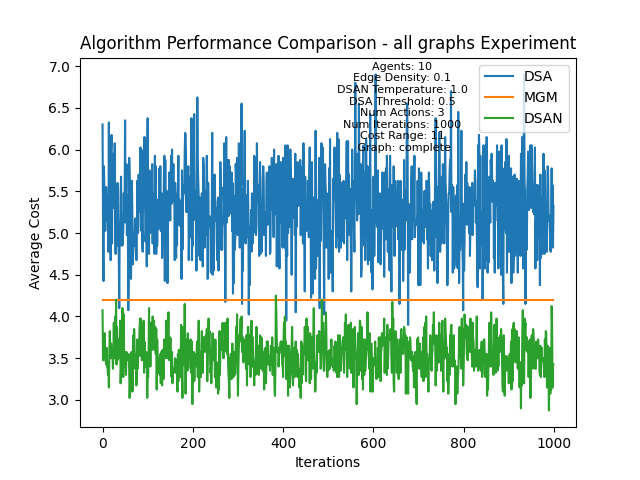 Algorithm Performance Comparison - all graphs Experiment
7.0
6.5
6.0
5.5
5.0
4.5
4.0
3.5
3.0
Average Cost
Agents: 10
Edge Density: 0.1
DSAN Temperature: 1.0
DSA Threshold: 0.5
Num Actions: 3
Num Iterations: 1000
Cost Range: 11
Graph: complete
DSA
MGM
DSAN
0
200
400
600
800
1000
Iterations